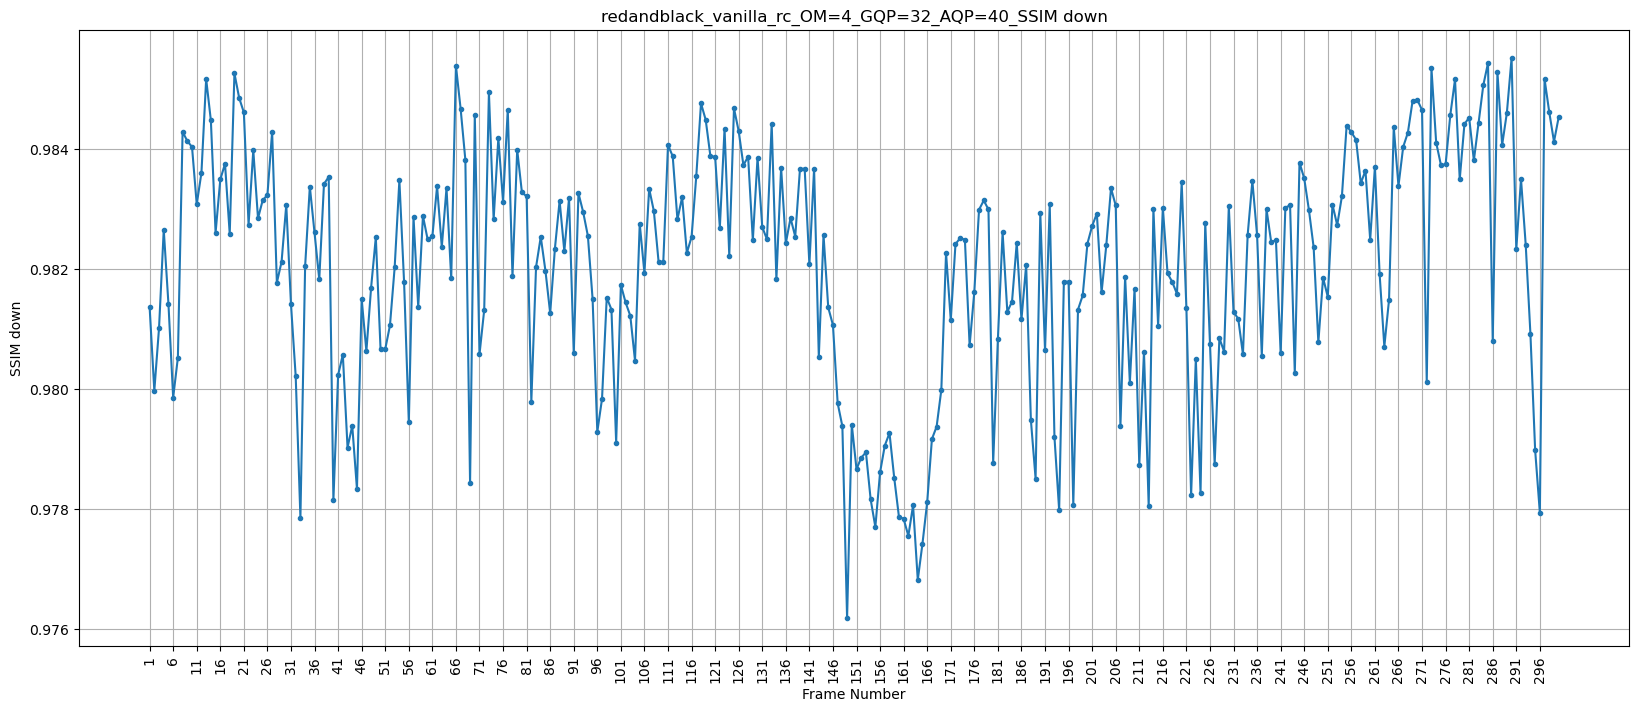 redandblack_vanilla_rc_OM=4_GQP=32_AQP=40_SSIM down
SSIM down
0.984
0.982
0.980
0.978
0.976
1 6 11 16 21 26 31 36 41 46 51 56 61 66 71 76 81 86 91 96 101 106 111 116 121 126 131 136 141 146 151 156 161 166 171 176 181 186 191 196 201 206 211 216 221 226 231 236 241 246 251 256 261 266 271 276 281 286 291 296
Frame Number